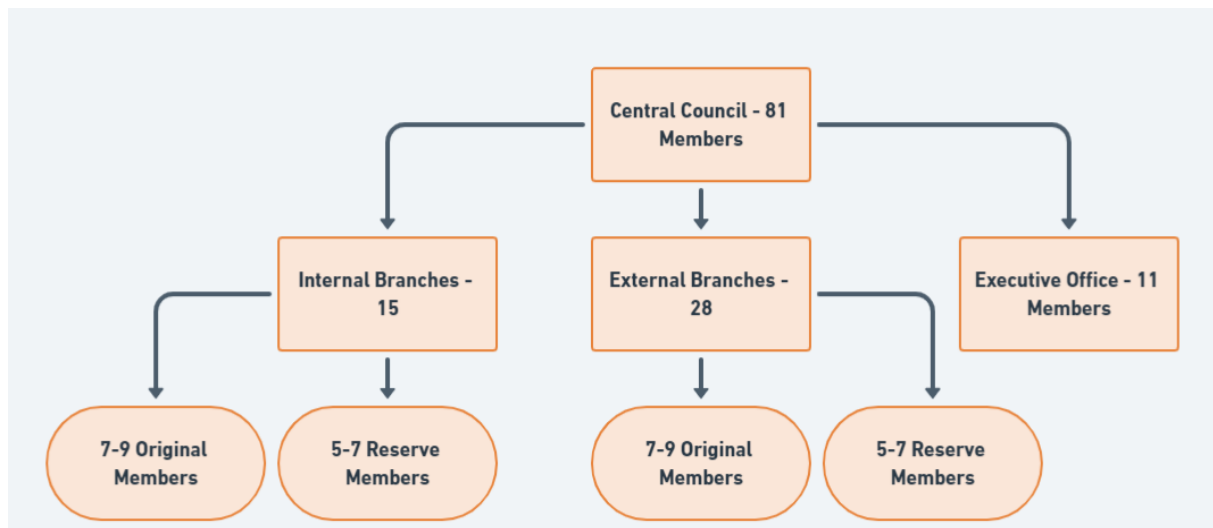 Central Council - 81
Members
Internal Branches -
15
External Branches -
28
Executive Office - 11
Members
7-9 Original
Members
5-7 Reserve
Members
7-9 Original
Members
5-7 Reserve
Members